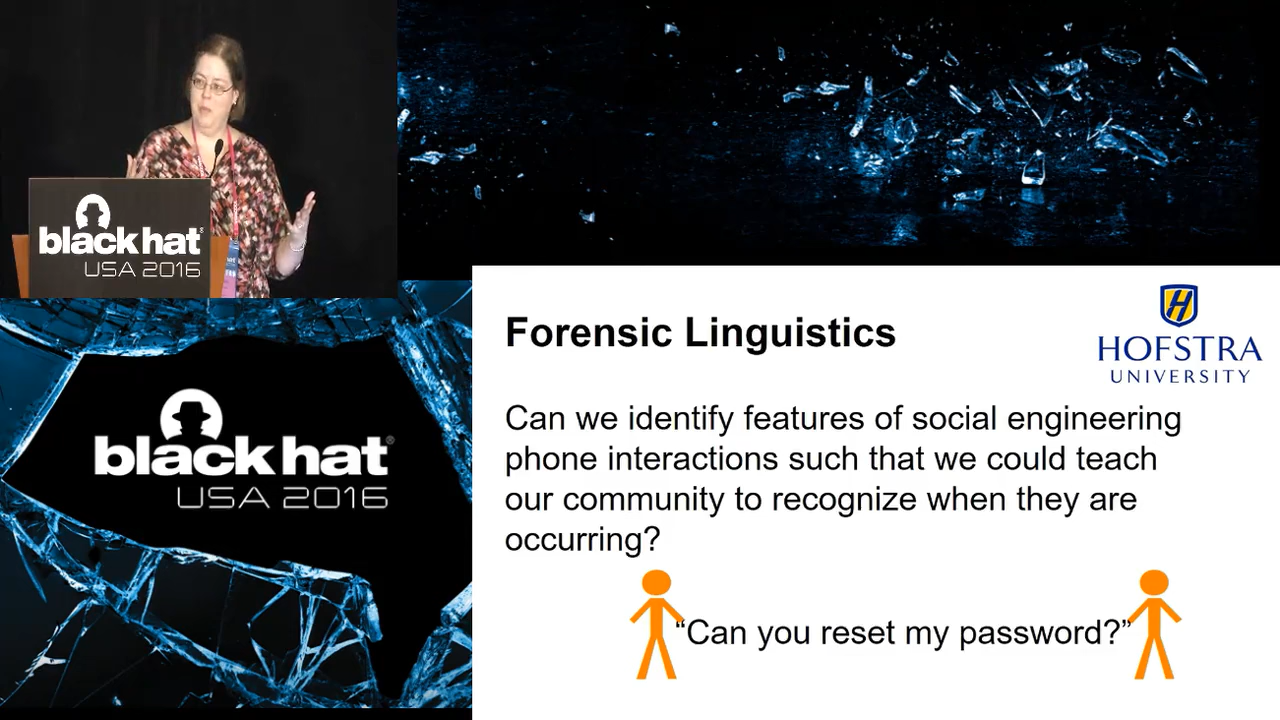 black hat®
USA 2016
black hat®
USA 2016
Forensic Linguistics
HOFSTRA
UNIVERSITY
Can we identify features of social engineering
phone interactions such that we could teach
our community to recognize when they are
occurring?
“Can you reset my password?”